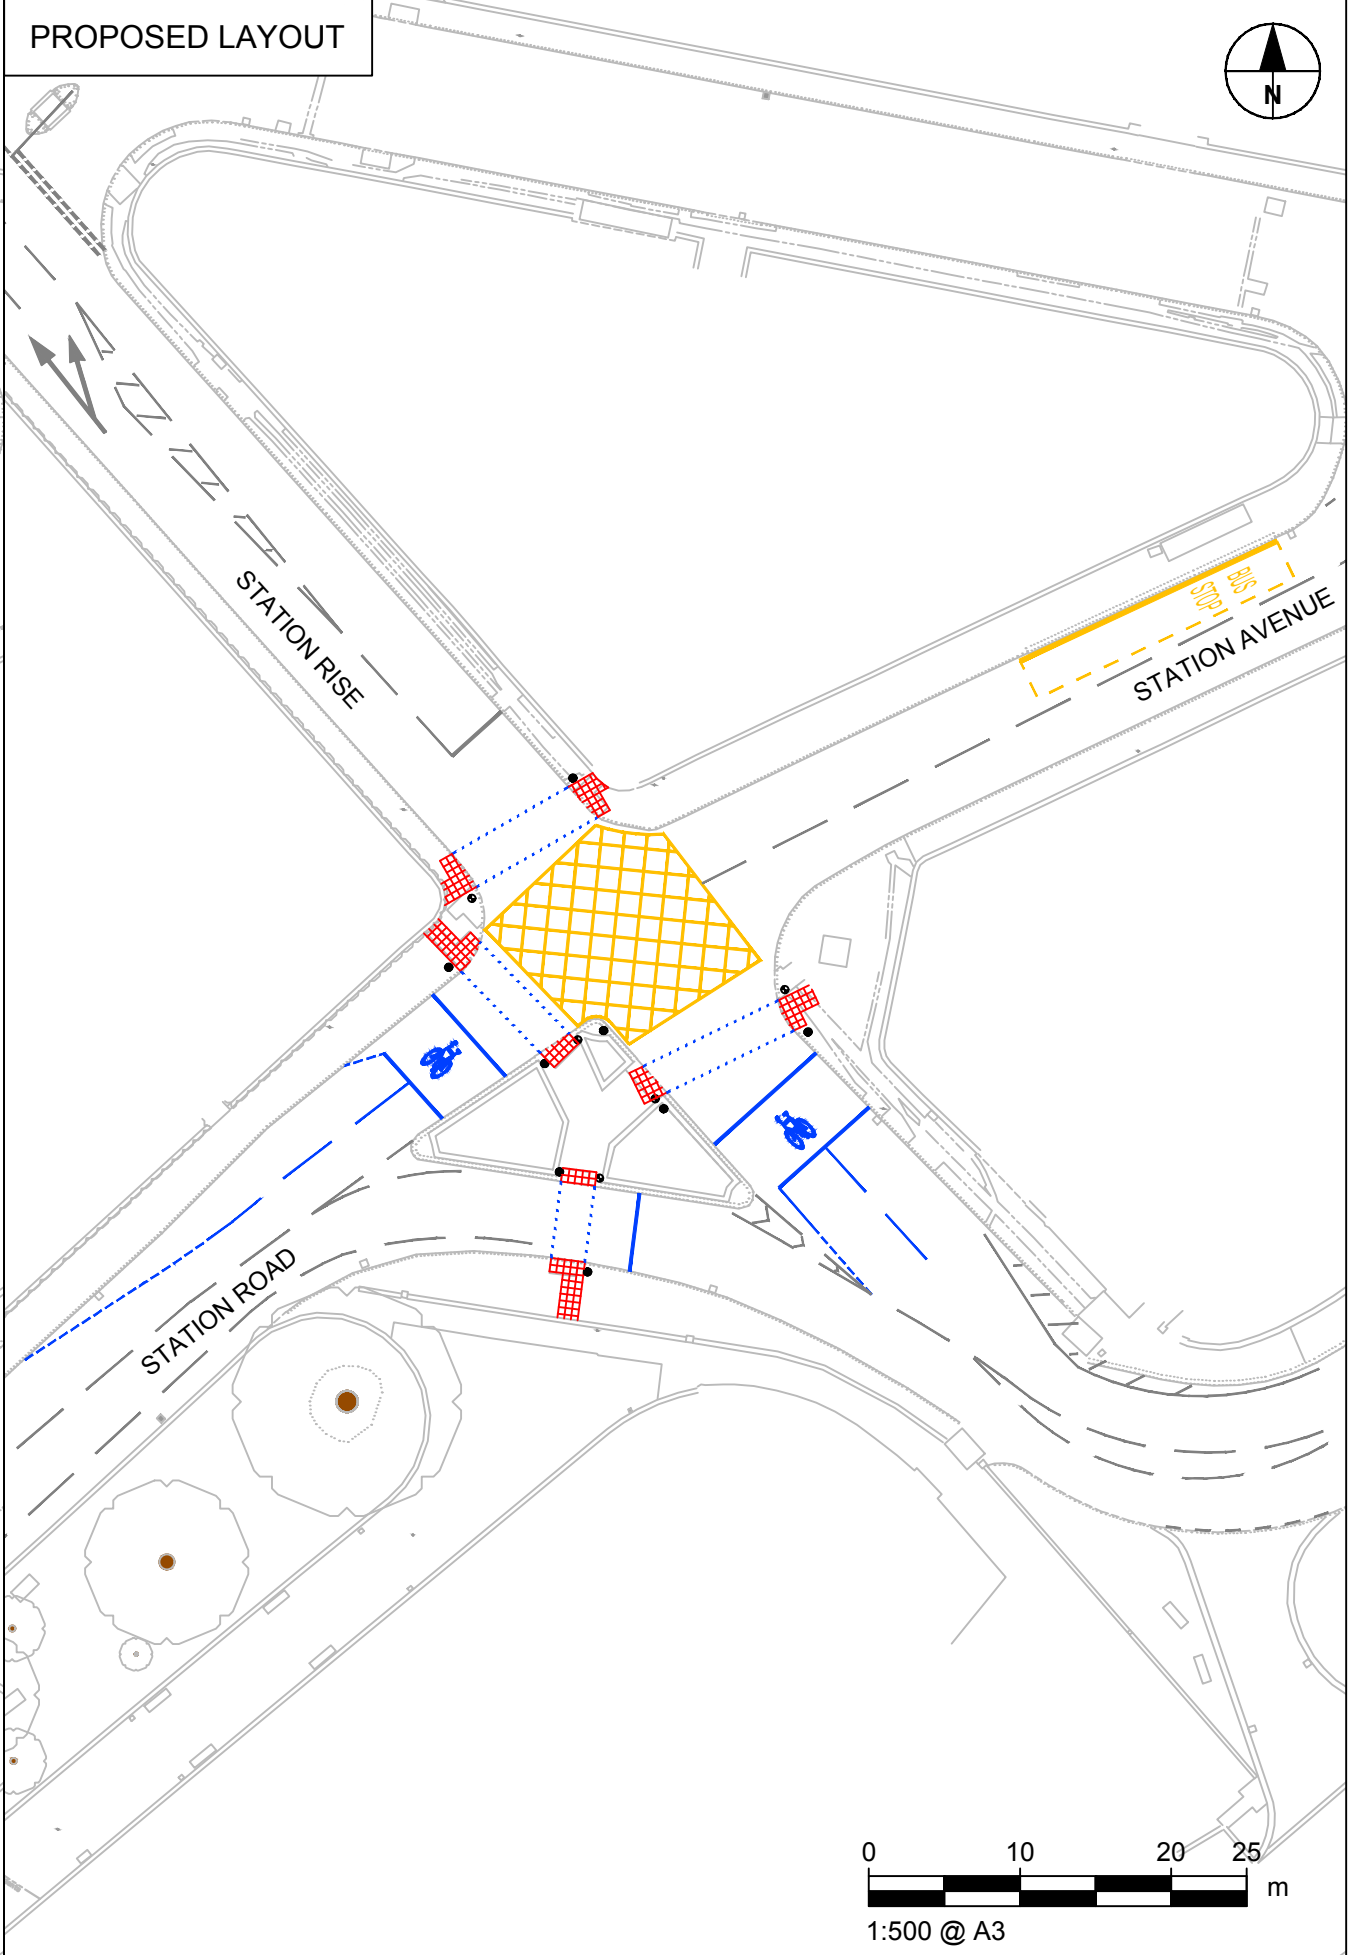 PROPOSED LAYOUT
N
STATION RISE
BUS
STOP
STATION AVENUE
STATION ROAD
0 10 20 25
m
1:500 @ A3